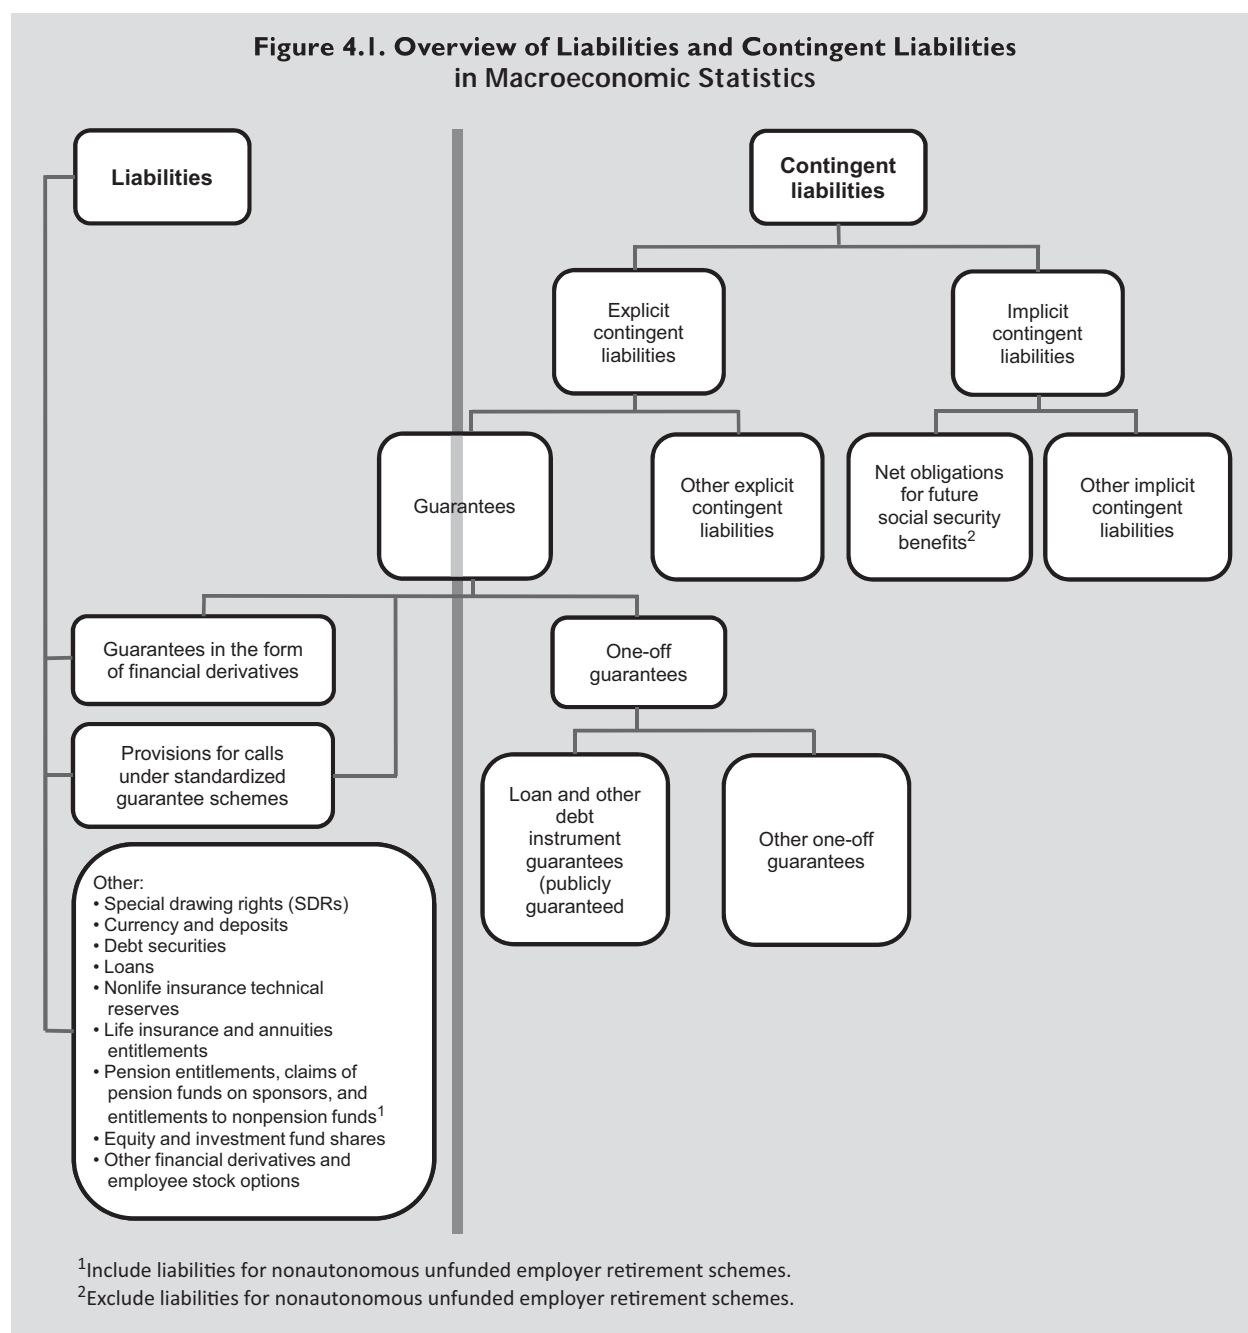 Figure 4.1. Overview of Liabilities and Contingent Liabilities
in Macroeconomic Statistics
Liabilities
Contingent
liabilities
Explicit
contingent
liabilities
Implicit
contingent
liabilities
Guarantees
Other explicit
contingent
liabilities
Net obligations
for future
social security
benefits2
Other implicit
contingent
liabilities
Guarantees in the form
of financial derivatives
One-off
guarantees
Provisions for calls
under standardized
guarantee schemes
Loan and other
debt
instrument
guarantees
(publicly
guaranteed
Other one-off
guarantees
Other:
• Special drawing rights (SDRs)
• Currency and deposits
• Debt securities
• Loans
• Nonlife insurance technical
reserves
• Life insurance and annuities
entitlements
• Pension entitlements, claims of
pension funds on sponsors, and
entitlements to nonpension funds1
• Equity and investment fund shares
• Other financial derivatives and
employee stock options
1Include liabilities for nonautonomous unfunded employer retirement schemes.
2Exclude liabilities for nonautonomous unfunded employer retirement schemes.